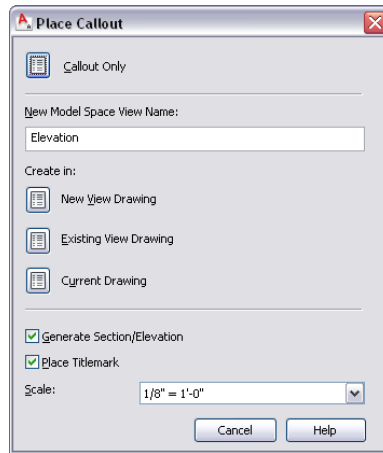 Place Callout
Callout Only
New Model Space View Name:
Elevation
Create in:
New View Drawing
Existing View Drawing
Current Drawing
Generate Section/Elevation
Place Titlemark
Scale:
1/8" = 1'-0"
Cancel
Help